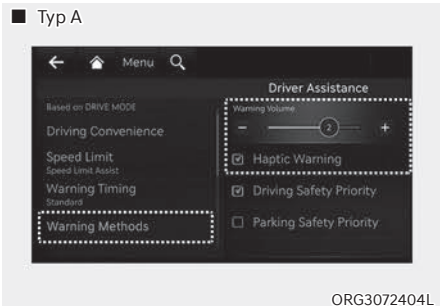 ■ Typ A
Menu
Driver Assistance
Based on DRIVE MODE
Driving Convenience
Speed Limit
Speed Limit Assist
Warning Timing
Standard
Warning Methods
Warning Volume
− 2 +
Haptic Warning
Driving Safety Priority
Parking Safety Priority
ORG3072404L